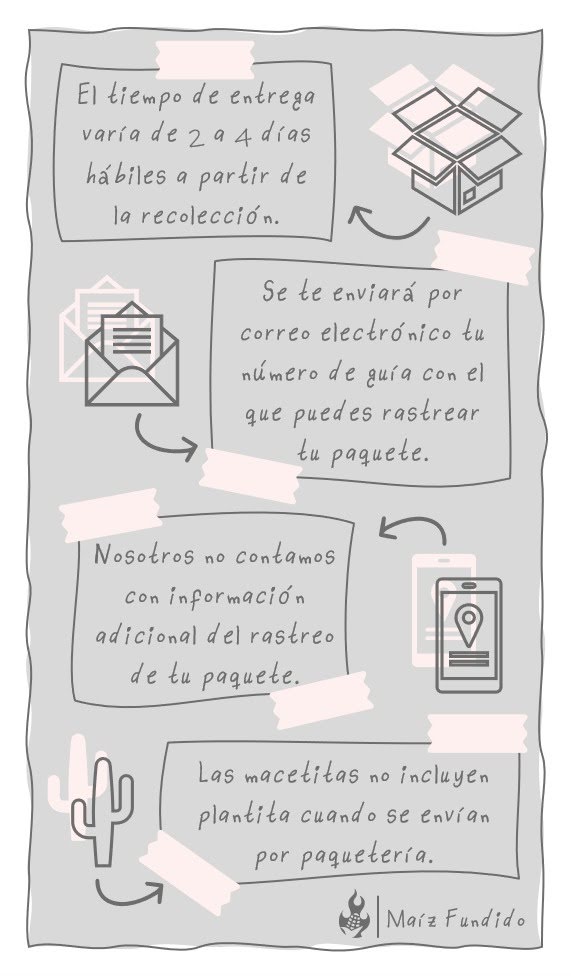 El tiempo de entrega
varía de 2 a 4 días
hábiles a partir de
la recolección.
Se te enviará por
correo electrónico tu
número de guía con el
que puedes rastrear
tu paquete.
Nosotros no contamos
con información
adicional del rastreo
de tu paquete.
Las macetitas no incluyen
plantita cuando se envían
por paquetería.
Maíz Fundido